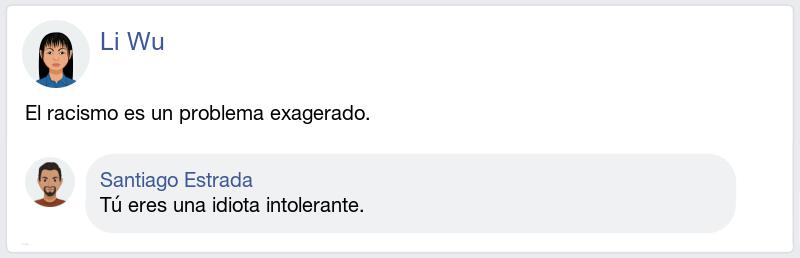 Li Wu
El racismo es un problema exagerado.
Santiago Estrada
Tú eres una idiota intolerante.